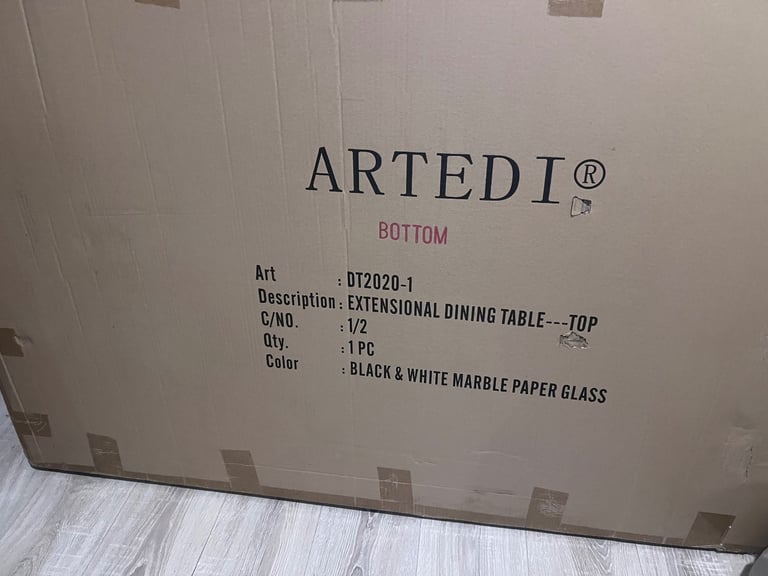 ARTEDI®
BOTTOM
Art : DT2020-1
Description : EXTENSIONAL DINING TABLE---TOP
C/NO. : 1/2
Qty. : 1 PC
Color : BLACK & WHITE MARBLE PAPER GLASS